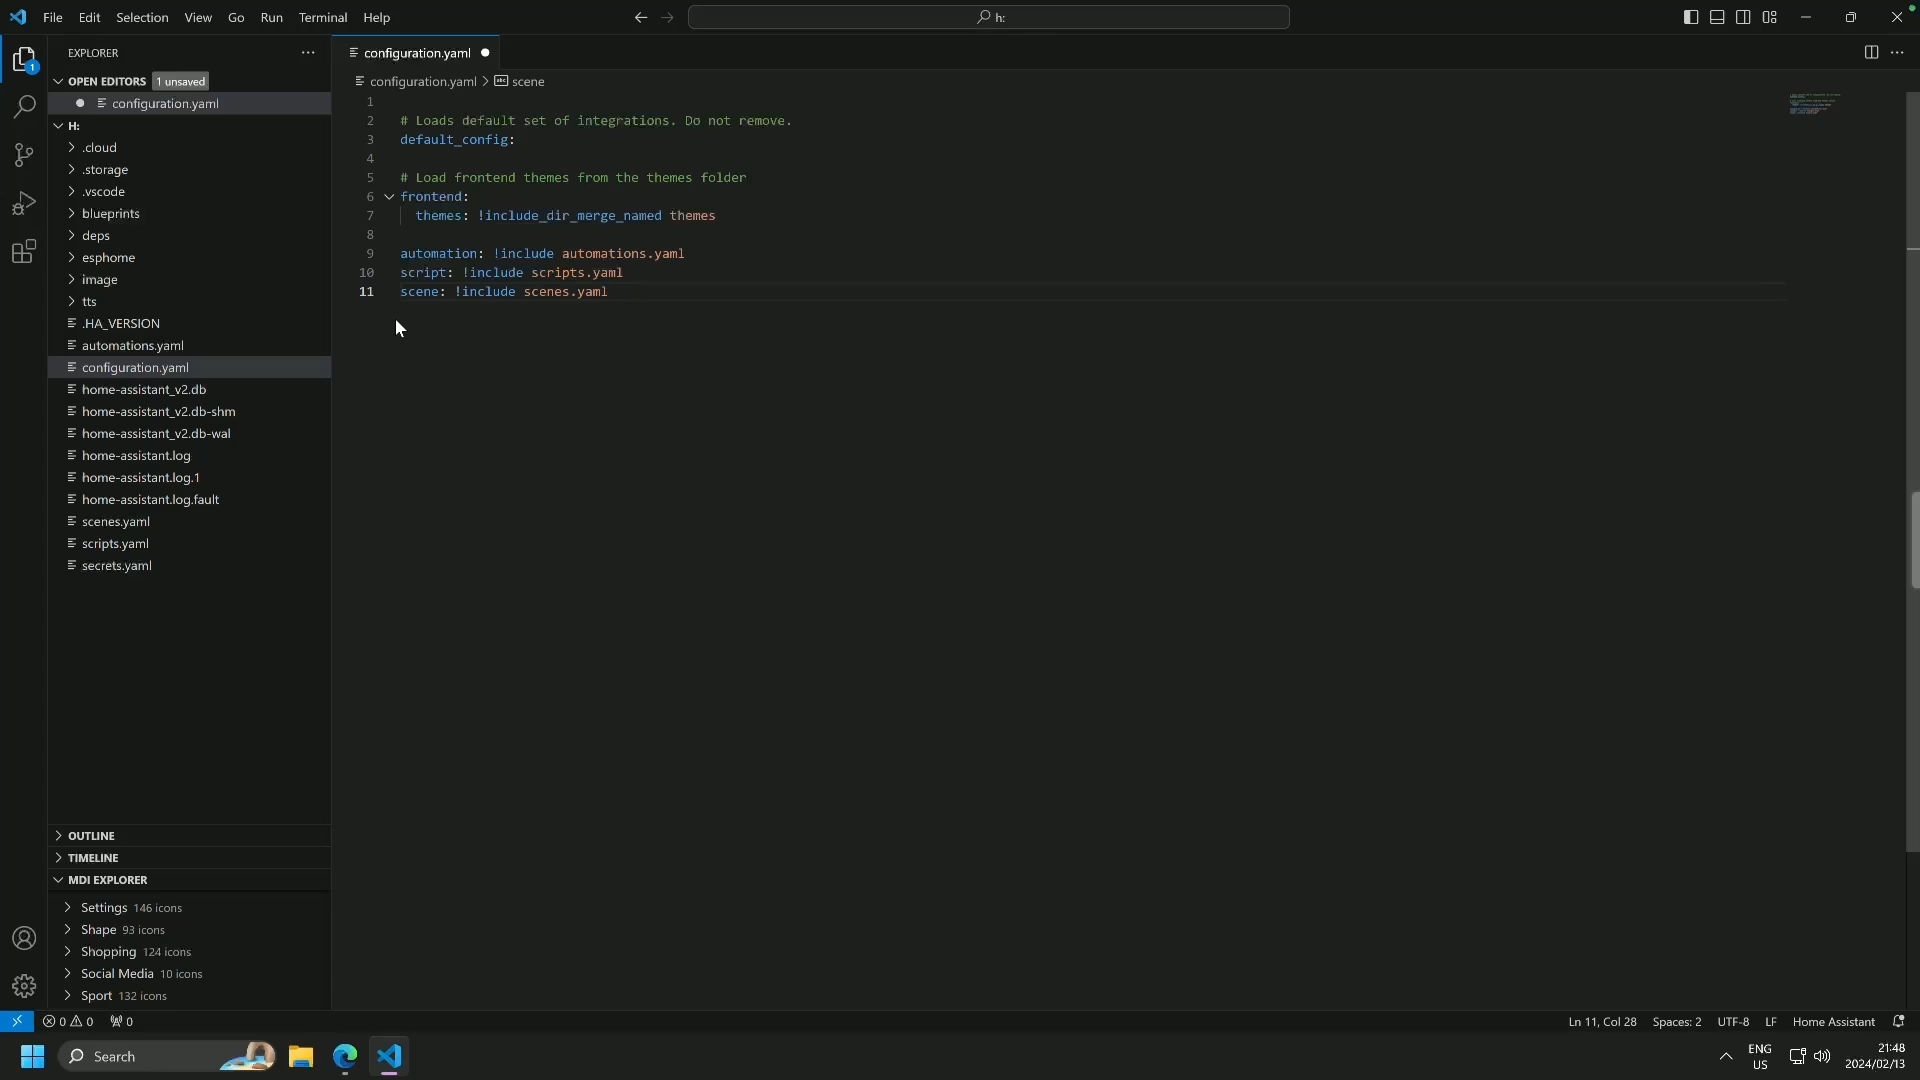 File Edit Selection View Go Run Terminal Help
h:
EXPLORER
OPEN EDITORS 1 unsaved
configuration.yaml
H:
.cloud
.storage
.vscode
blueprints
deps
esphome
image
tts
.HA_VERSION
automations.yaml
configuration.yaml
home-assistant_v2.db
home-assistant_v2.db-shm
home-assistant_v2.db-wal
home-assistant.log
home-assistant.log.1
home-assistant.log.fault
scenes.yaml
scripts.yaml
secrets.yaml
OUTLINE
TIMELINE
MDI EXPLORER
Settings 146 icons
Shape 93 icons
Shopping 124 icons
Social Media 10 icons
Sport 132 icons
configuration.yaml
configuration.yaml > scene
1
2 # Loads default set of integrations. Do not remove.
3 default_config:
4
5 # Load frontend themes from the themes folder
6 frontend:
7 themes: !include_dir_merge_named themes
8
9 automation: !include automations.yaml
10 script: !include scripts.yaml
11 scene: !include scenes.yaml
1
0 0 0
Ln 11, Col 28 Spaces: 2 UTF-8 LF Home Assistant
Search
ENG
US
21:48
2024/02/13